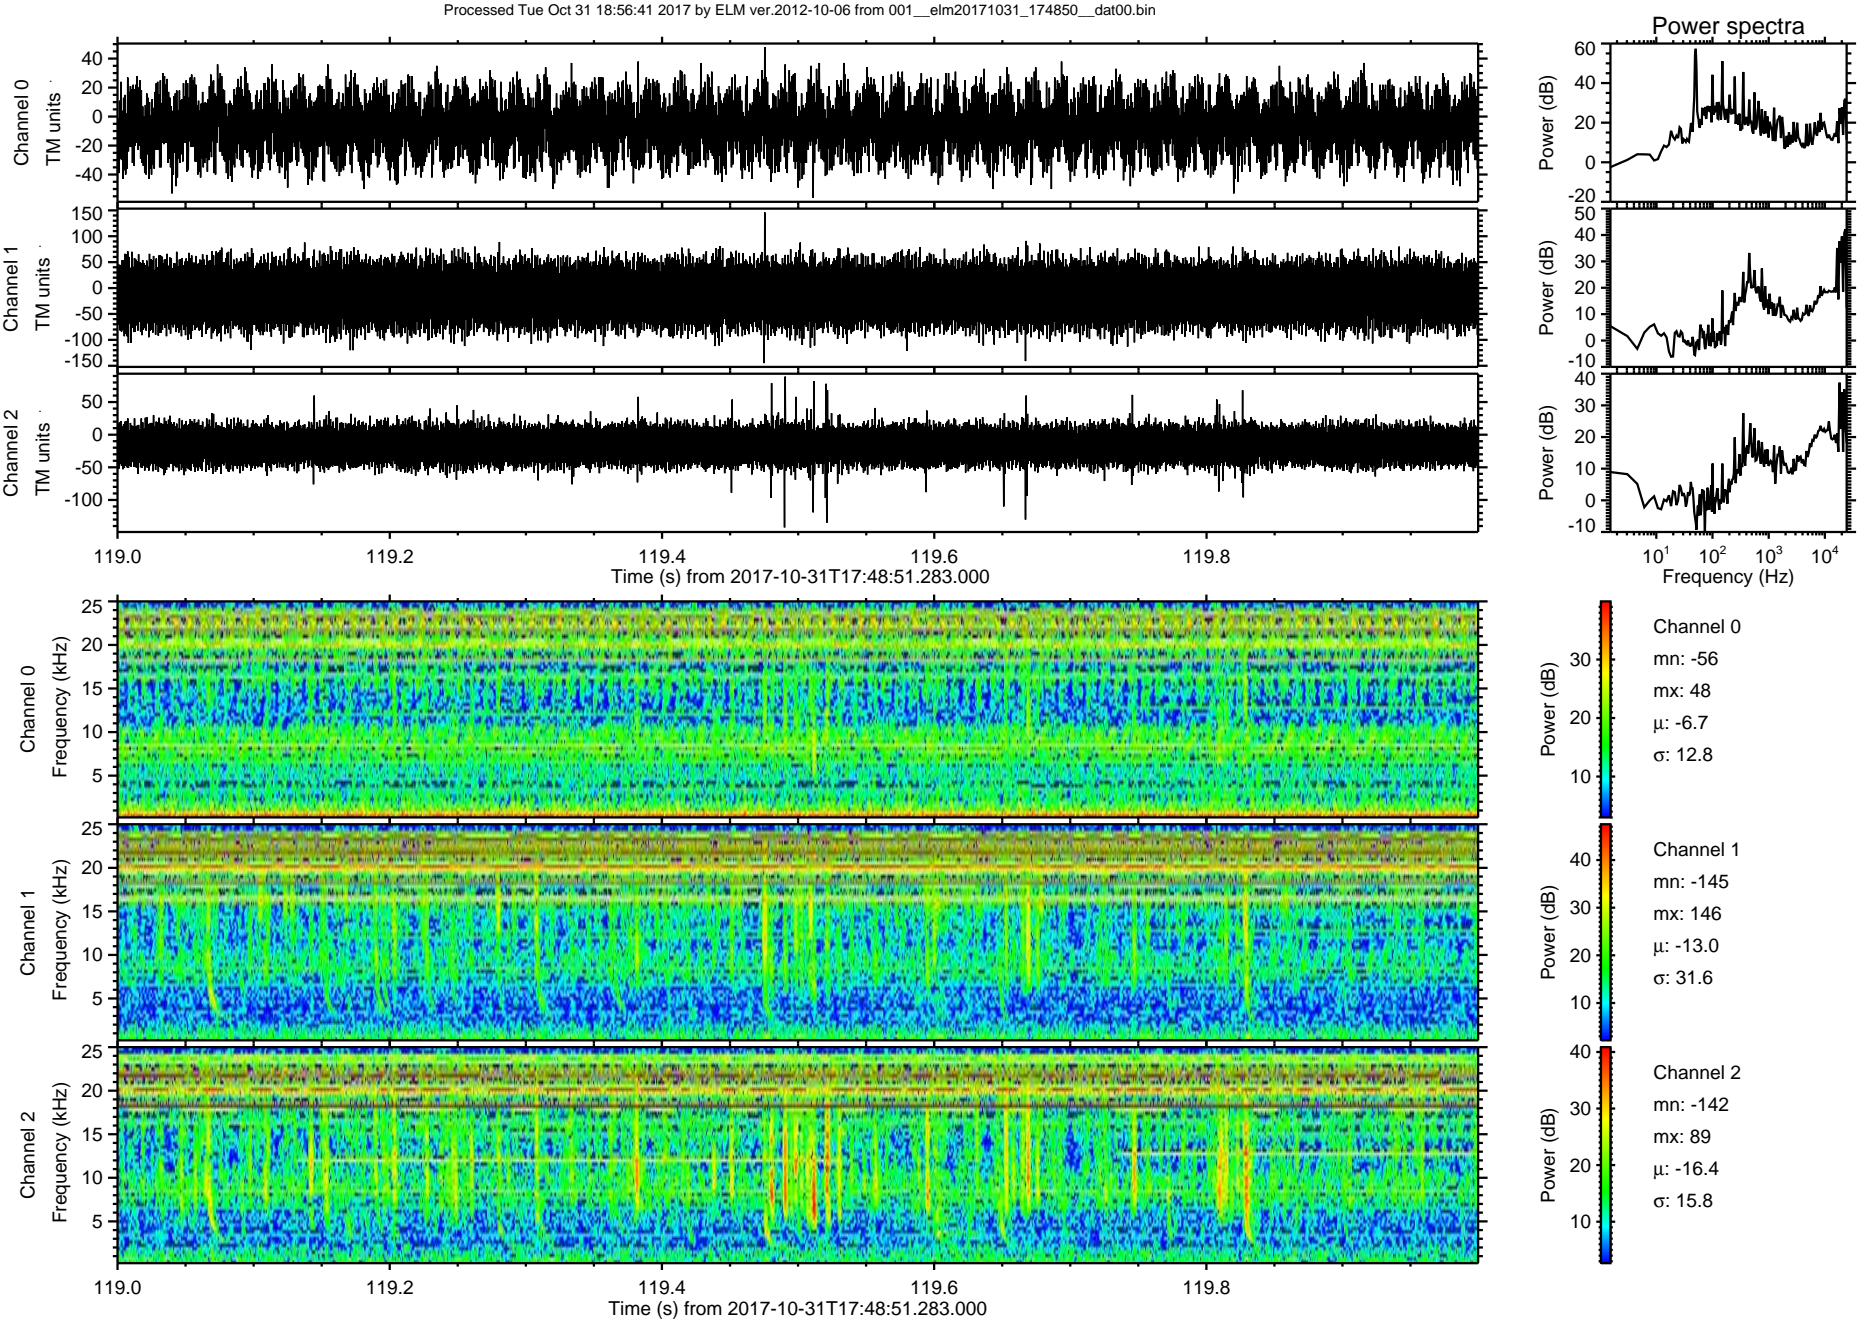 Processed Tue Oct 31 18:56:41 2017 by ELM ver.2012-10-06 from 001__elm20171031_174850__dat00.bin
Power spectra
Channel 0
TM units
40
20
0
-20
-40
Power (dB)
60
40
20
0
-20
Channel 1
TM units
150
100
50
0
-50
-100
-150
Power (dB)
50
40
30
20
10
0
-10
Channel 2
TM units
50
0
-50
-100
Power (dB)
40
30
20
10
0
-10
119.0 119.2 119.4 119.6 119.8
Time (s) from 2017-10-31T17:48:51.283.000
10¹ 10² 10³ 10⁴
Frequency (Hz)
Channel 0
Frequency (kHz)
25
20
15
10
5
Power (dB)
30
20
10
Channel 0
mn: -56
mx: 48
μ: -6.7
σ: 12.8
Channel 1
Frequency (kHz)
25
20
15
10
5
Power (dB)
40
30
20
10
Channel 1
mn: -145
mx: 146
μ: -13.0
σ: 31.6
Channel 2
Frequency (kHz)
25
20
15
10
5
Power (dB)
40
30
20
10
Channel 2
mn: -142
mx: 89
μ: -16.4
σ: 15.8
119.0 119.2 119.4 119.6 119.8
Time (s) from 2017-10-31T17:48:51.283.000